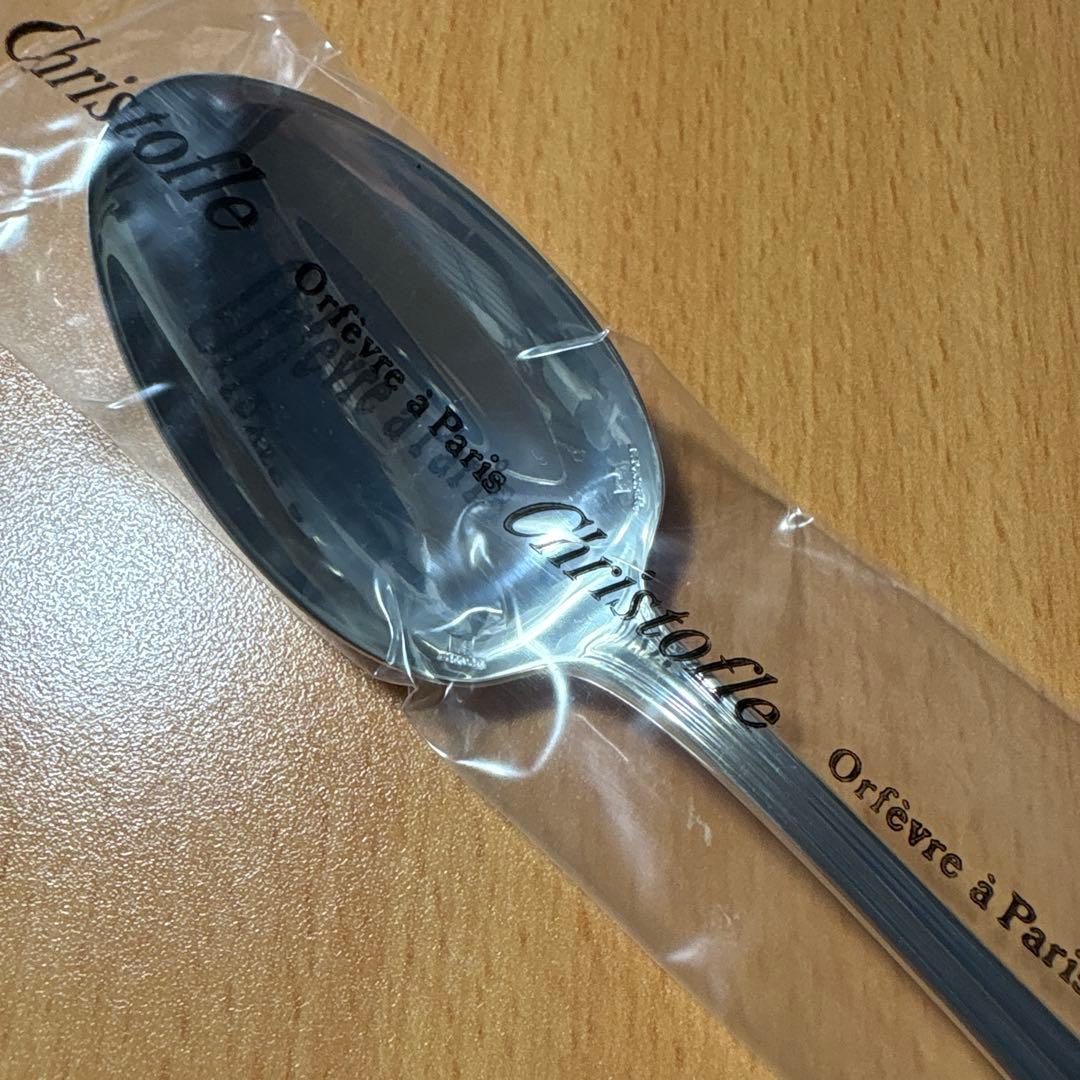 Christofle
Orfèvre à Paris
Christofle
Orfèvre à Paris